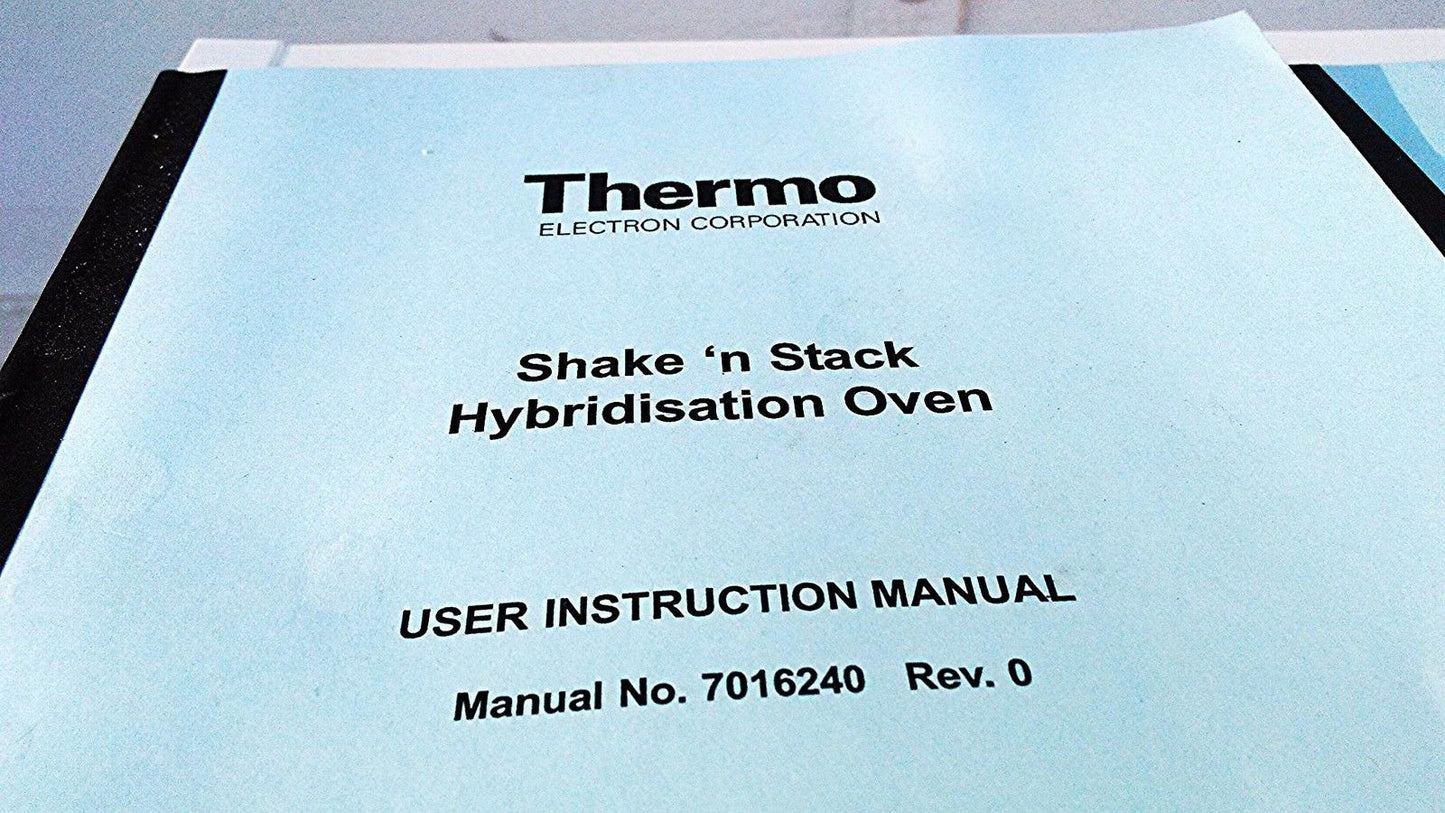 Thermo
ELECTRON CORPORATION
Shake ‘n Stack
Hybridisation Oven
USER INSTRUCTION MANUAL
Manual No. 7016240 Rev. 0